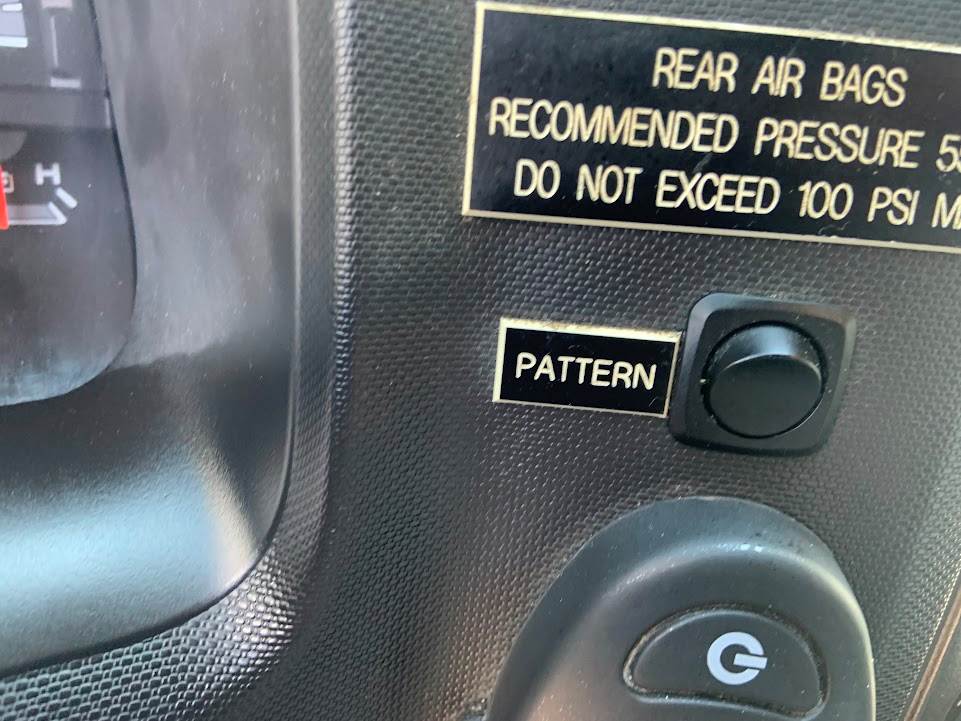 H
REAR AIR BAGS
RECOMMENDED PRESSURE
DO NOT EXCEED 100 PSI
PATTERN